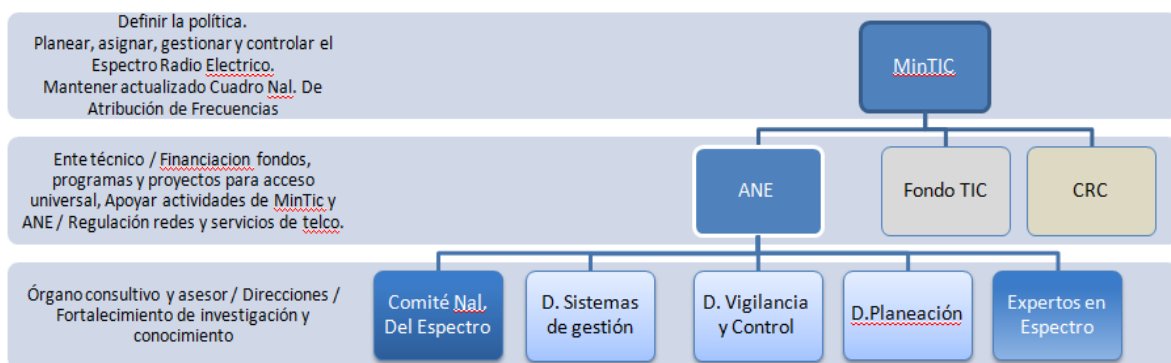 Definir la política.
Planear, asignar, gestionar y controlar el
Espectro Radio Electrico.
Mantener actualizado Cuadro Nal. De
Atribución de Frecuencias
MinTIC
Ente técnico / Financiacion fondos,
programas y proyectos para acceso
universal, Apoyar actividades de MinTic y
ANE / Regulación redes y servicios de telco.
ANE
Fondo TIC
CRC
Órgano consultivo y asesor / Direcciones /
Fortalecimiento de investigación y
conocimiento
Comité Nal.
Del Espectro
D. Sistemas
de gestión
D. Vigilancia
y Control
D.Planeación
Expertos en
Espectro